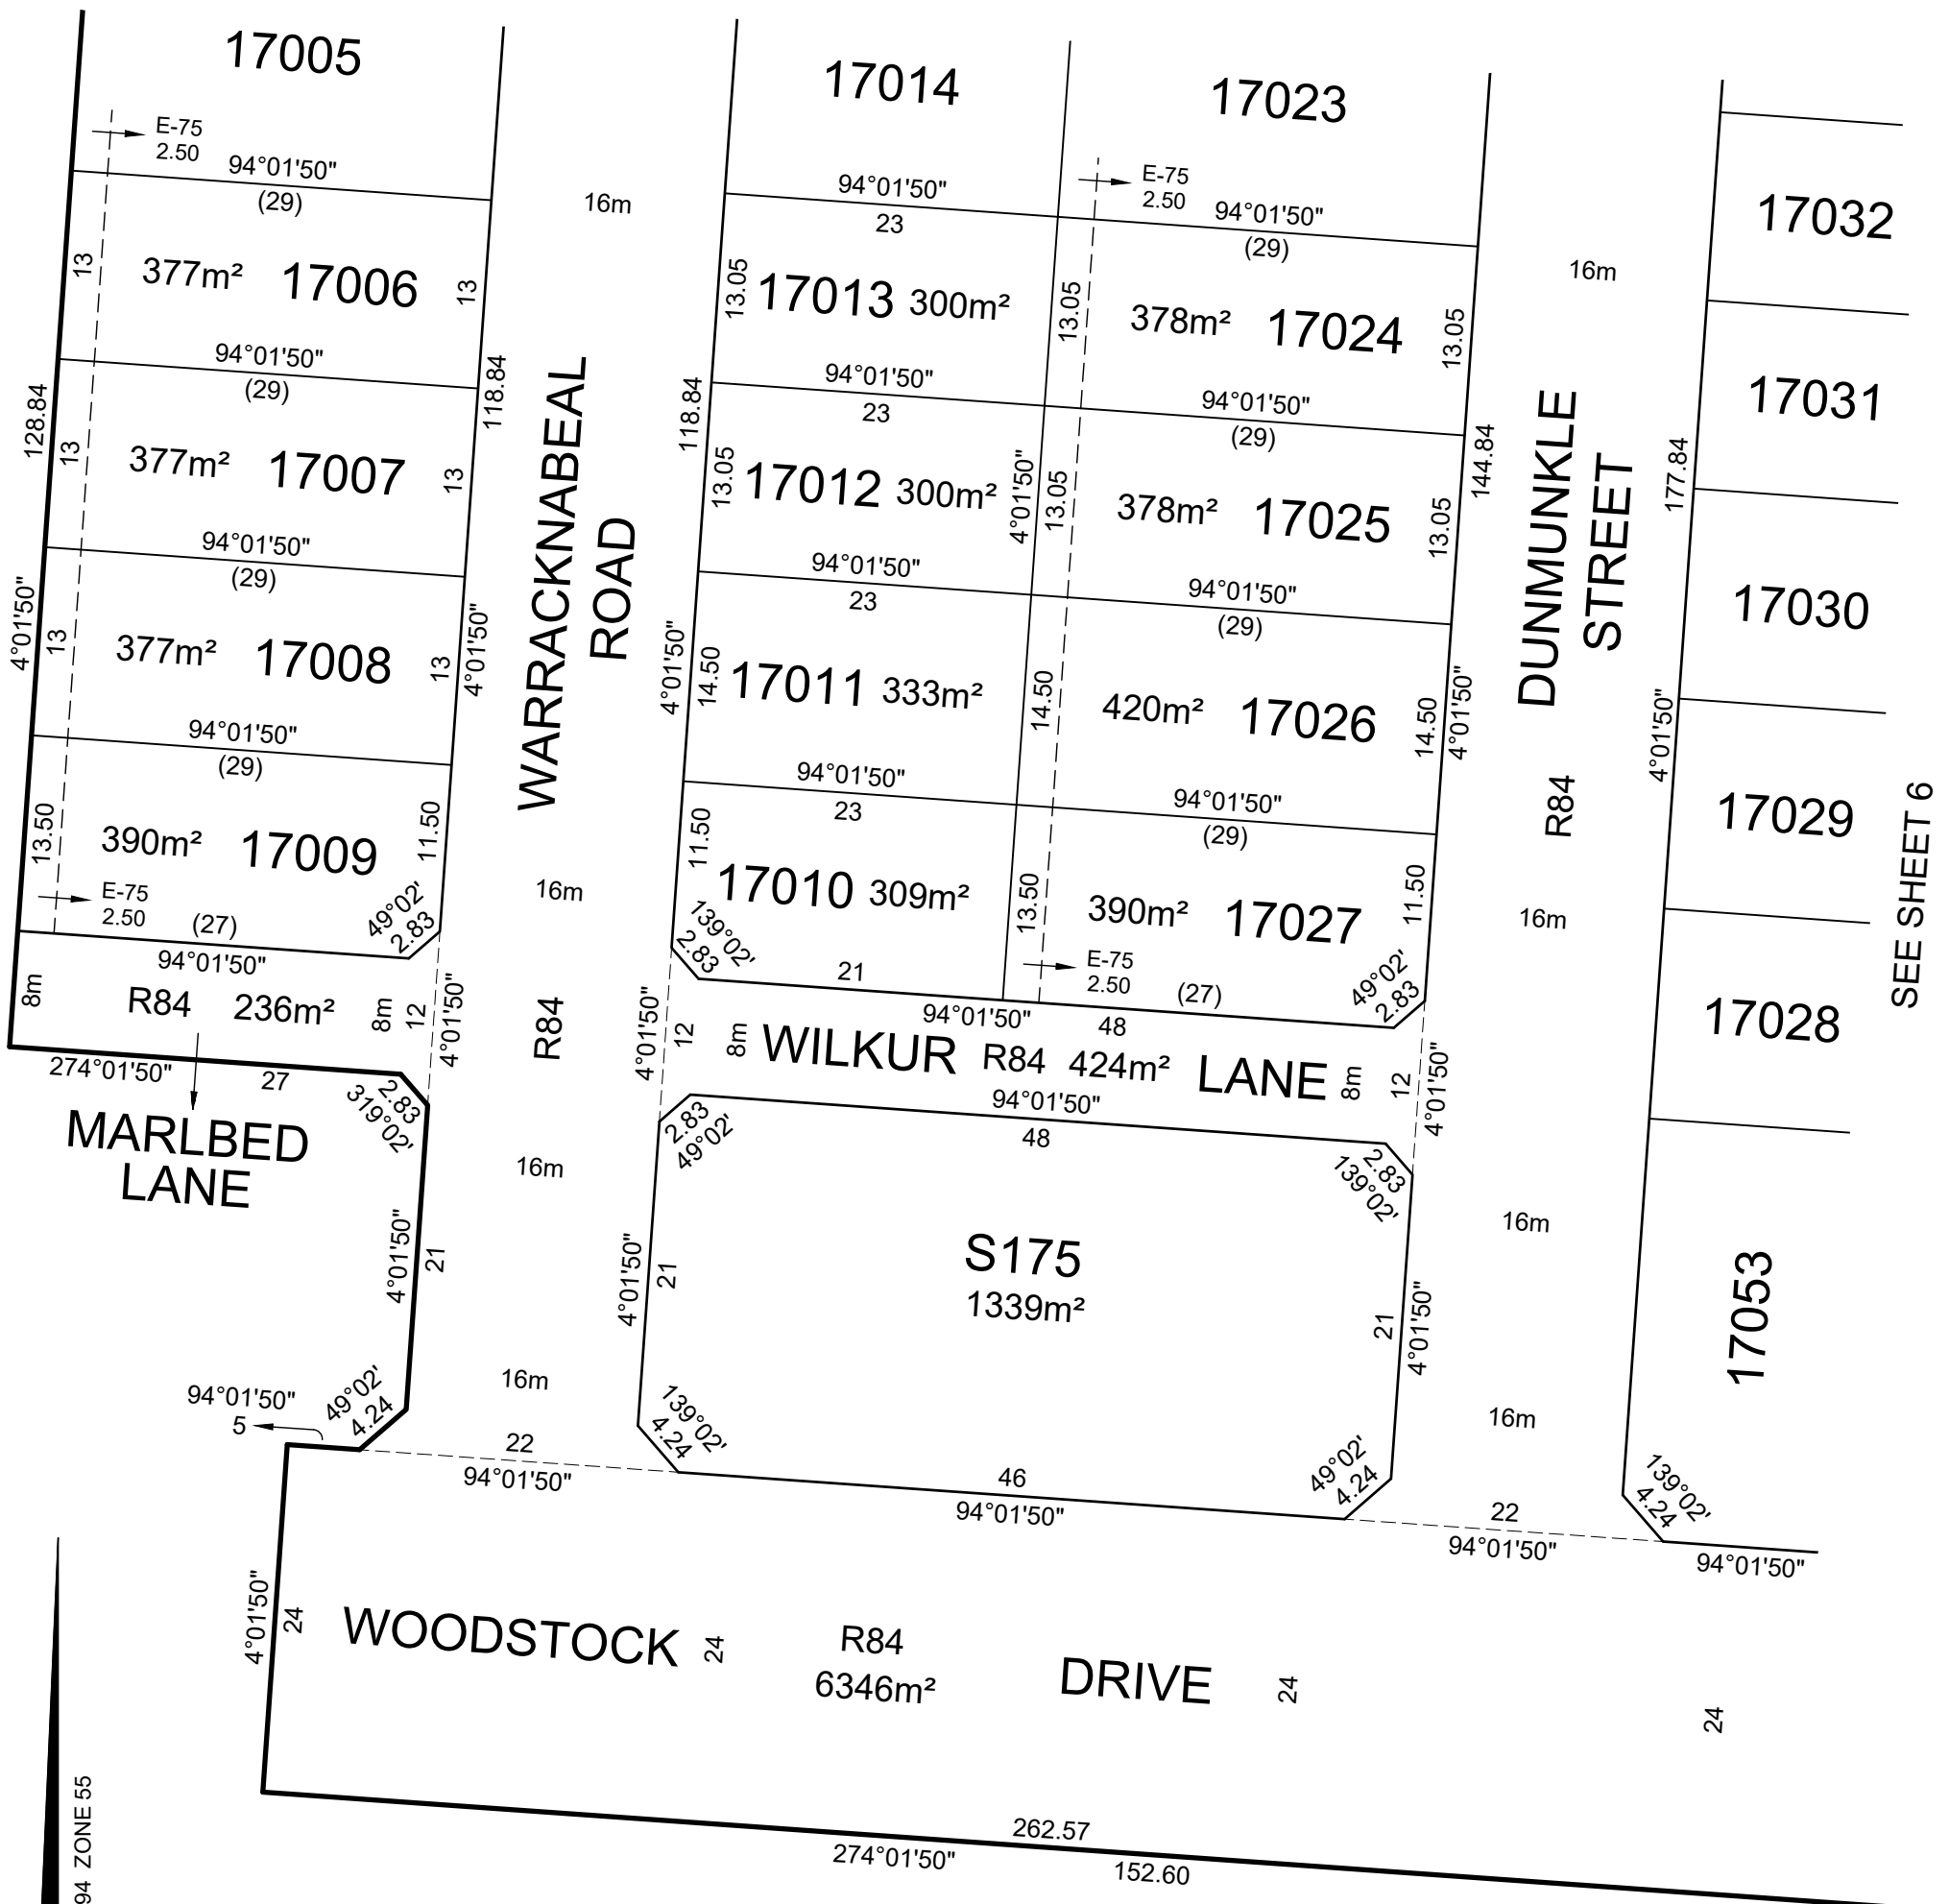 17005
17014
17023
E-75
2.50
94°01'50"
(29)
16m
94°01'50"
23
E-75
2.50
94°01'50"
(29)
17032
13
377m²
17006
13
13.05
17013
300m²
13.05
378m²
17024
13.05
16m
94°01'50"
(29)
94°01'50"
23
94°01'50"
(29)
17031
128.84
118.84
118.84
144.84
177.84
13
377m²
17007
13
WARRACKNABEAL
ROAD
13.05
17012
300m²
4°01'50"
13.05
378m²
17025
13.05
DUNMUNKLE
STREET
94°01'50"
(29)
94°01'50"
23
94°01'50"
(29)
17030
4°01'50"
13
377m²
17008
13
4°01'50"
4°01'50"
14.50
17011
333m²
14.50
420m²
17026
14.50
4°01'50"
4°01'50"
94°01'50"
(29)
94°01'50"
23
94°01'50"
(29)
R84
17029
SEE SHEET 6
13.50
390m²
17009
11.50
11.50
17010
309m²
13.50
390m²
17027
11.50
E-75
2.50
(27)
49°02'
2.83
16m
139°02'
2.83
21
E-75
2.50
(27)
49°02'
2.83
16m
94°01'50"
8m
R84
236m²
8m
12
4°01'50"
R84
4°01'50"
12
8m
94°01'50"
48
WILKUR
R84
424m²
LANE
8m
12
4°01'50"
17028
274°01'50"
27
2.83
319°02'
MARLBED
LANE
16m
2.83
49°02'
94°01'50"
48
2.83
139°02'
16m
4°01'50"
21
4°01'50"
21
S175
1339m²
21
4°01'50"
17053
94°01'50"
5
49°02'
4.24
16m
139°02'
4.24
49°02'
4.24
16m
139°02'
4.24
22
94°01'50"
46
94°01'50"
22
94°01'50"
94°01'50"
4°01'50"
24
WOODSTOCK
24
R84
6346m²
DRIVE
24
24
94 ZONE 55
262.57
274°01'50"
152.60